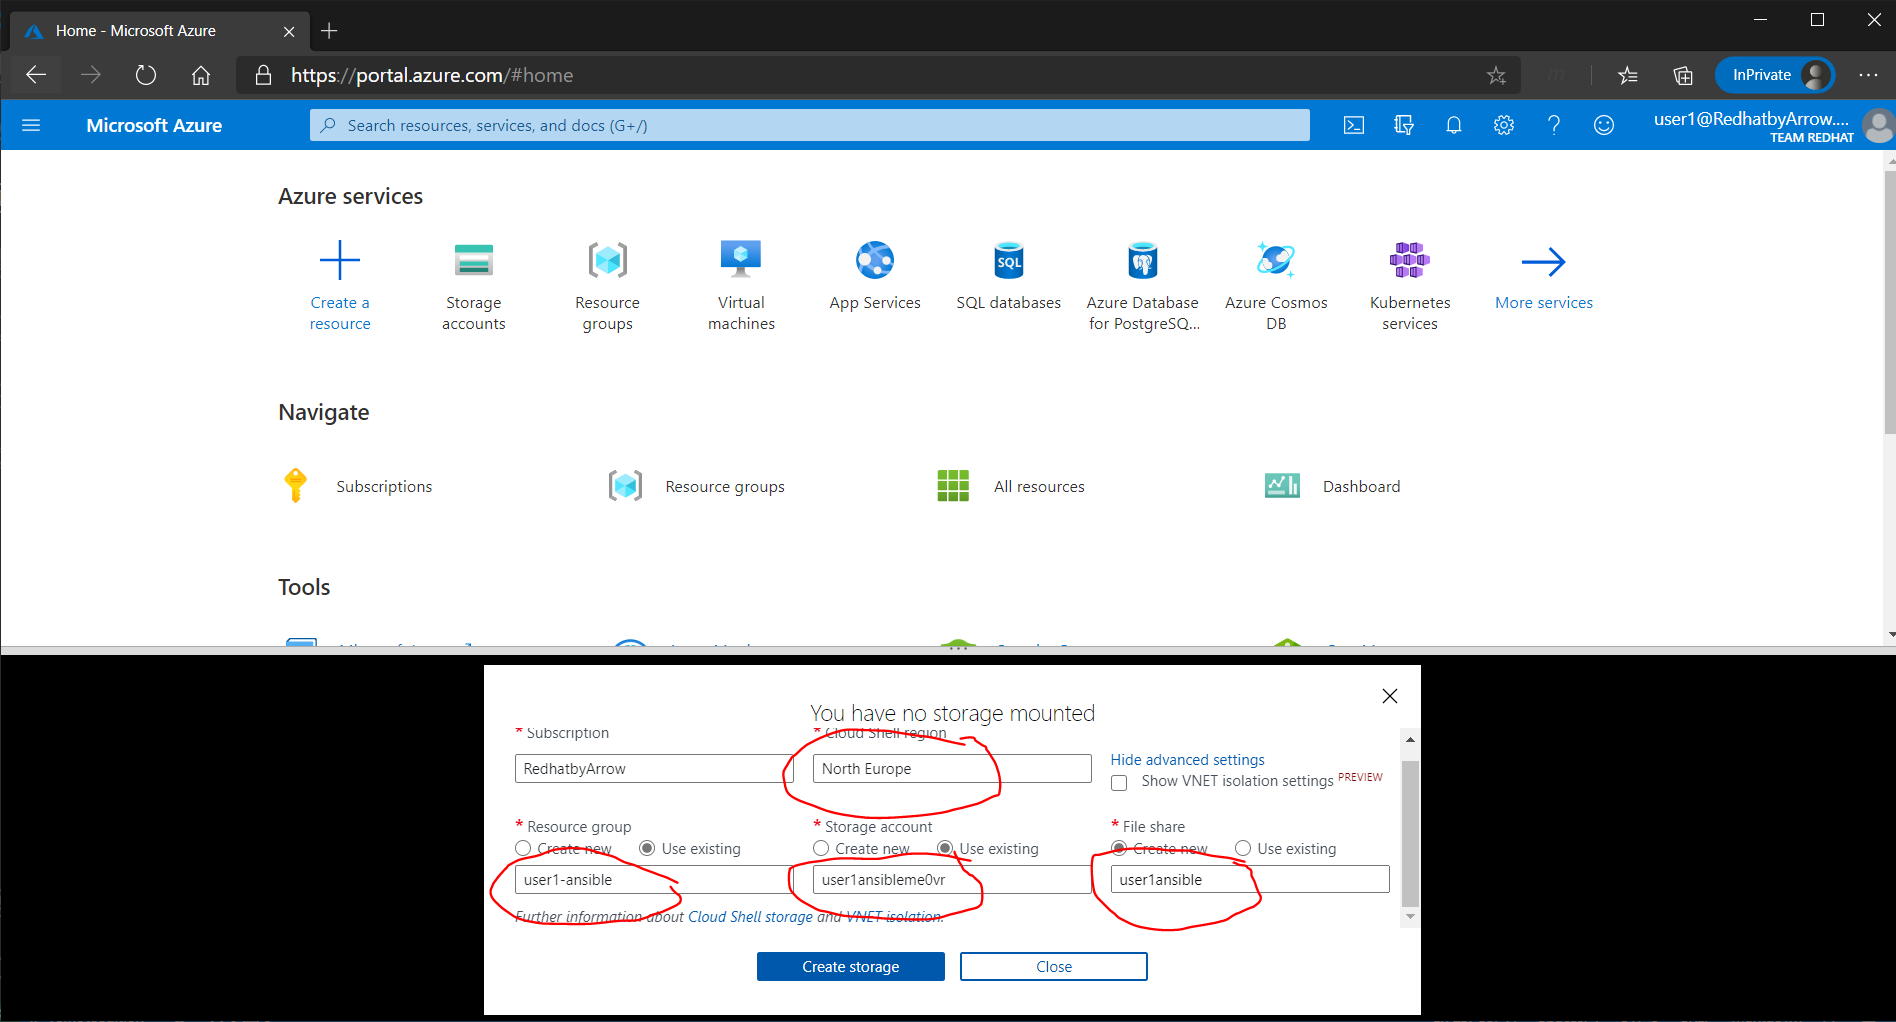 Home - Microsoft Azure
https://portal.azure.com/#home
InPrivate
Microsoft Azure
Search resources, services, and docs (G+/)
user1@RedhatbyArrow....
TEAM REDHAT
Azure services
Create a resource
Storage accounts
Resource groups
Virtual machines
App Services
SQL
SQL databases
Azure Database for PostgreSQ...
Azure Cosmos DB
Kubernetes services
More services
Navigate
Subscriptions
Resource groups
All resources
Dashboard
Tools
You have no storage mounted
* Subscription
* Cloud Shell region
RedhatbyArrow
North Europe
Hide advanced settings
Show VNET isolation settings PREVIEW
* Resource group
* Storage account
* File share
Create new
Use existing
Create new
Use existing
Create new
Use existing
user1-ansible
user1ansibleme0vr
user1ansible
Further information about Cloud Shell storage and VNET isolation.
Create storage
Close